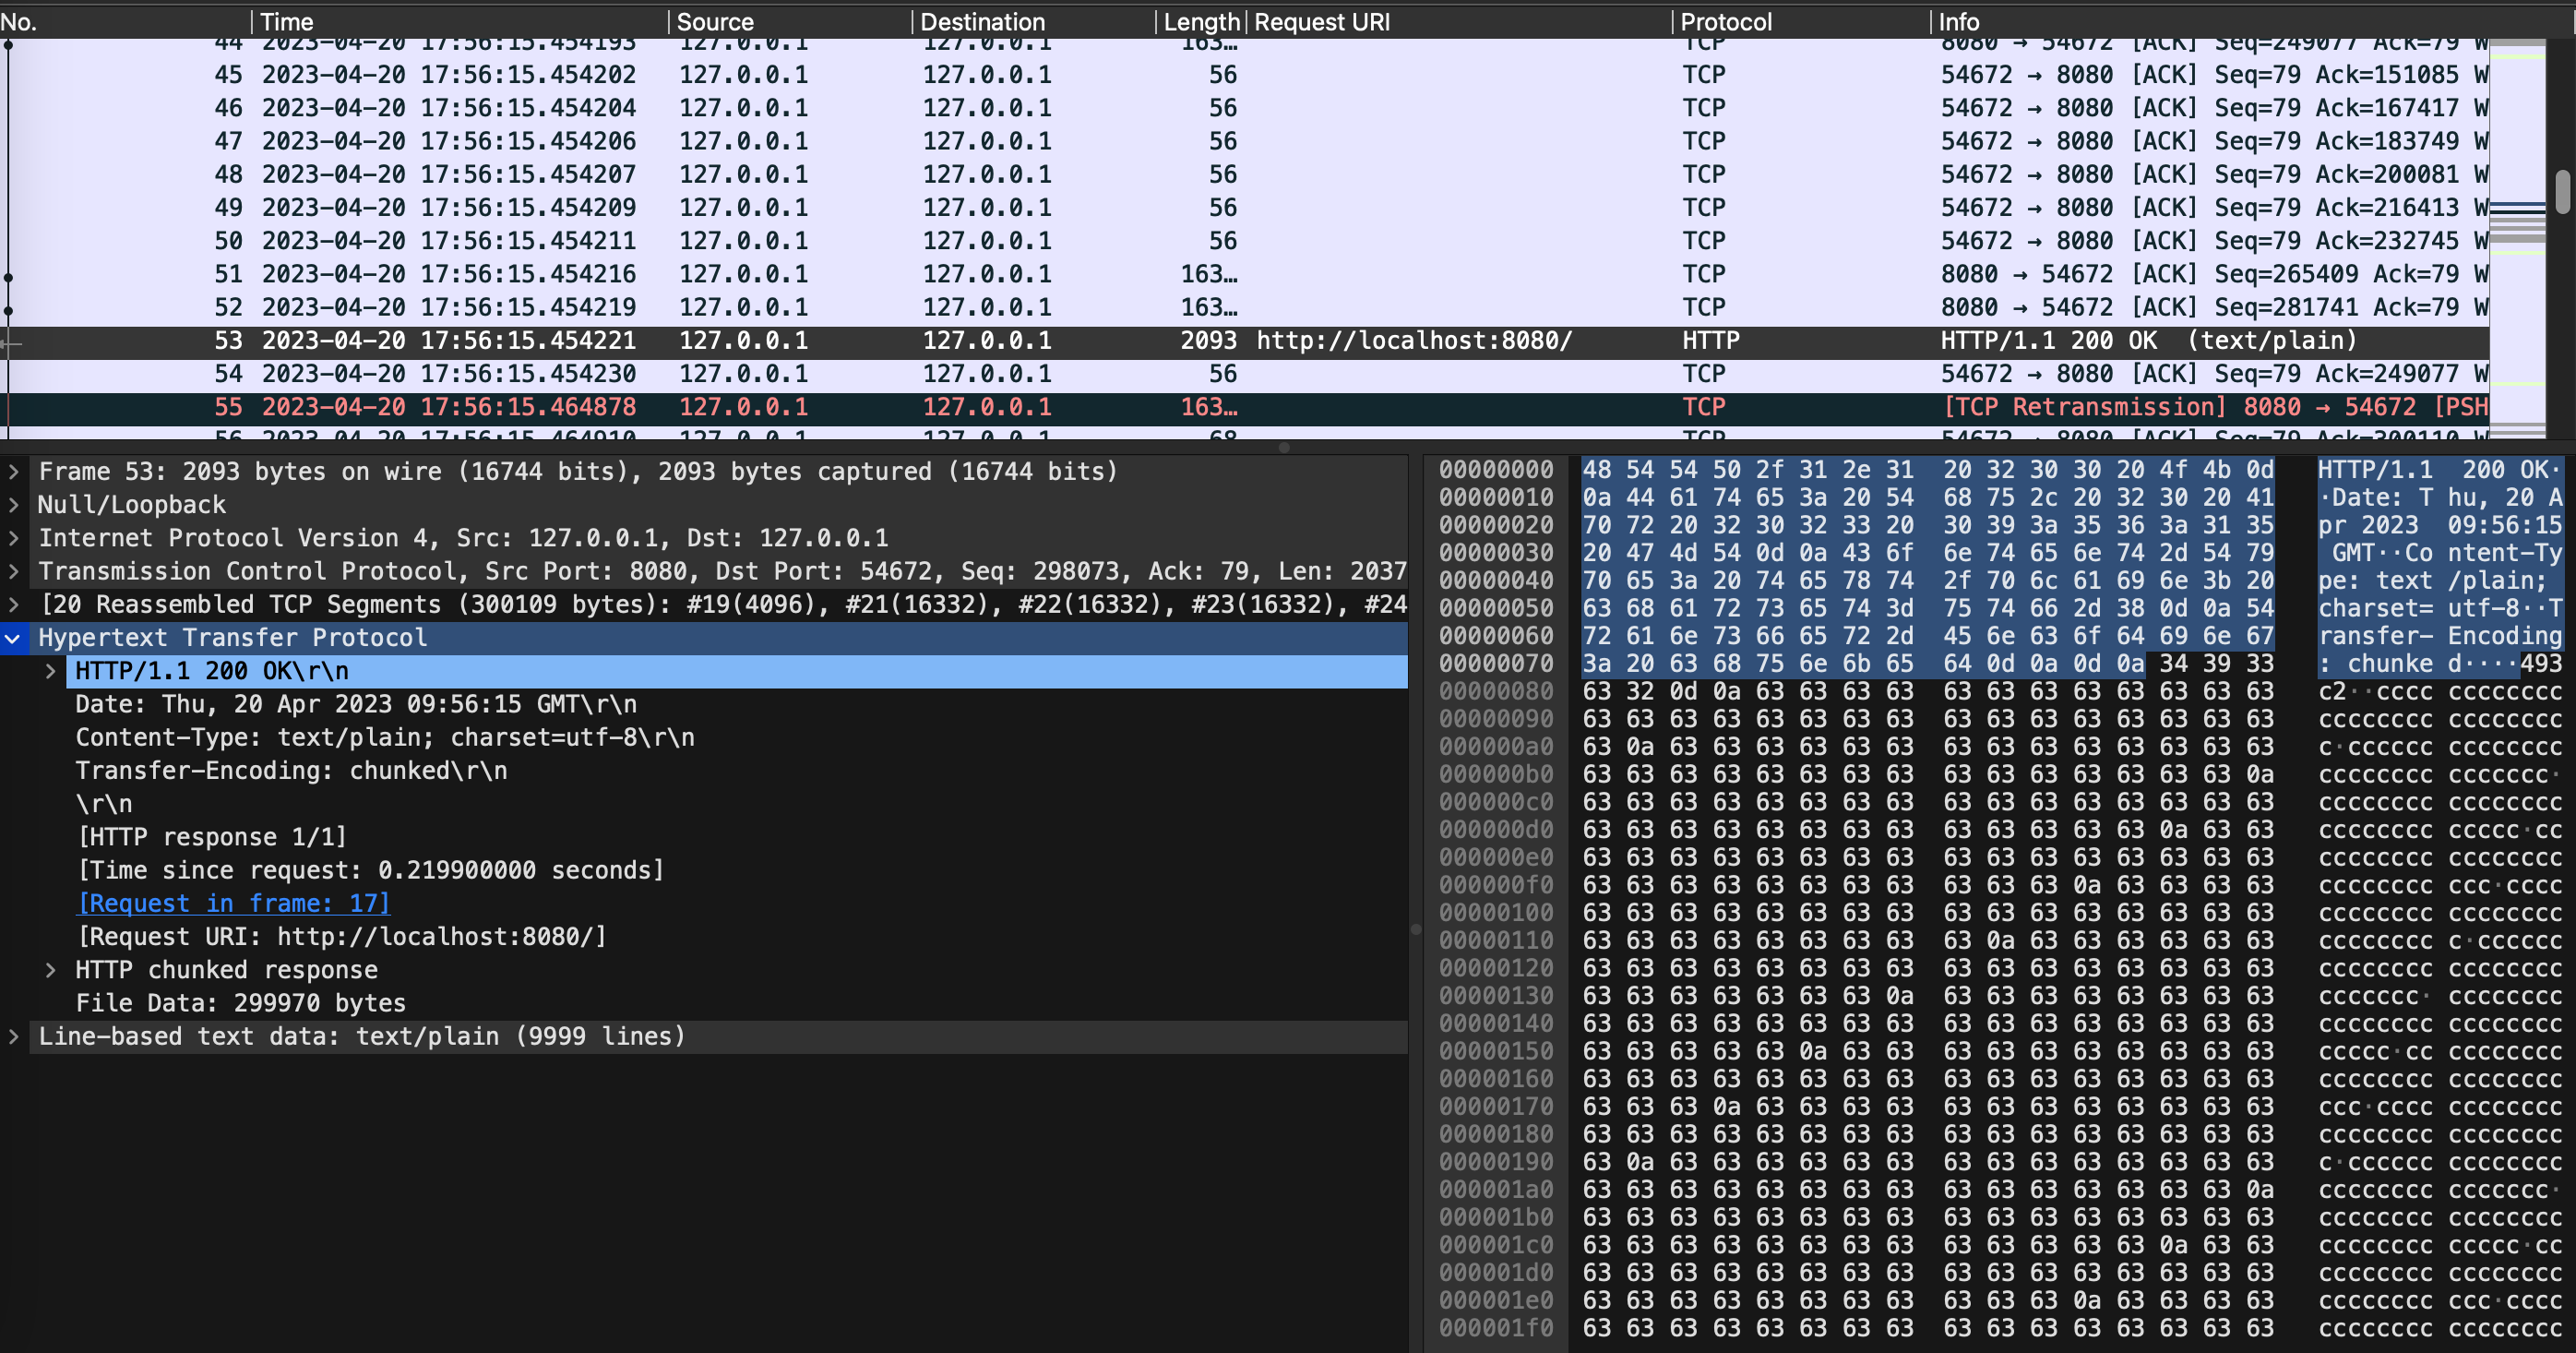 No. Time Source Destination Length Request URI Protocol Info
44 2023-04-20 17:56:15.454193 127.0.0.1 127.0.0.1 163… TCP 8080 → 54672 [ACK] Seq=249077 Ack=79 W
45 2023-04-20 17:56:15.454202 127.0.0.1 127.0.0.1 56 TCP 54672 → 8080 [ACK] Seq=79 Ack=151085 W
46 2023-04-20 17:56:15.454204 127.0.0.1 127.0.0.1 56 TCP 54672 → 8080 [ACK] Seq=79 Ack=167417 W
47 2023-04-20 17:56:15.454206 127.0.0.1 127.0.0.1 56 TCP 54672 → 8080 [ACK] Seq=79 Ack=183749 W
48 2023-04-20 17:56:15.454207 127.0.0.1 127.0.0.1 56 TCP 54672 → 8080 [ACK] Seq=79 Ack=200081 W
49 2023-04-20 17:56:15.454209 127.0.0.1 127.0.0.1 56 TCP 54672 → 8080 [ACK] Seq=79 Ack=216413 W
50 2023-04-20 17:56:15.454211 127.0.0.1 127.0.0.1 56 TCP 54672 → 8080 [ACK] Seq=79 Ack=232745 W
51 2023-04-20 17:56:15.454216 127.0.0.1 127.0.0.1 163… TCP 8080 → 54672 [ACK] Seq=265409 Ack=79 W
52 2023-04-20 17:56:15.454219 127.0.0.1 127.0.0.1 163… TCP 8080 → 54672 [ACK] Seq=281741 Ack=79 W
53 2023-04-20 17:56:15.454221 127.0.0.1 127.0.0.1 2093 http://localhost:8080/ HTTP HTTP/1.1 200 OK (text/plain)
54 2023-04-20 17:56:15.454230 127.0.0.1 127.0.0.1 56 TCP 54672 → 8080 [ACK] Seq=79 Ack=249077 W
55 2023-04-20 17:56:15.464878 127.0.0.1 127.0.0.1 163… TCP [TCP Retransmission] 8080 → 54672 [PSH
56 2023-04-20 17:56:15.464910 127.0.0.1 127.0.0.1 68 TCP 54672 → 8080 [ACK] Seq=79 Ack=300110 W
Frame 53: 2093 bytes on wire (16744 bits), 2093 bytes captured (16744 bits)
Null/Loopback
Internet Protocol Version 4, Src: 127.0.0.1, Dst: 127.0.0.1
Transmission Control Protocol, Src Port: 8080, Dst Port: 54672, Seq: 298073, Ack: 79, Len: 2037
[20 Reassembled TCP Segments (300109 bytes): #19(4096), #21(16332), #22(16332), #23(16332), #24
Hypertext Transfer Protocol
HTTP/1.1 200 OK\r\n
Date: Thu, 20 Apr 2023 09:56:15 GMT\r\n
Content-Type: text/plain; charset=utf-8\r\n
Transfer-Encoding: chunked\r\n
\r\n
[HTTP response 1/1]
[Time since request: 0.219900000 seconds]
[Request in frame: 17]
[Request URI: http://localhost:8080/]
HTTP chunked response
File Data: 299970 bytes
Line-based text data: text/plain (9999 lines)
00000000 48 54 54 50 2f 31 2e 31 20 32 30 30 20 4f 4b 0d HTTP/1.1 200 OK·
00000010 0a 44 61 74 65 3a 20 54 68 75 2c 20 32 30 20 41 ·Date: T hu, 20 A
00000020 70 72 20 32 30 32 33 20 30 39 3a 35 36 3a 31 35 pr 2023 09:56:15
00000030 20 47 4d 54 0d 0a 43 6f 6e 74 65 6e 74 2d 54 79 GMT··Co ntent-Ty
00000040 70 65 3a 20 74 65 78 74 2f 70 6c 61 69 6e 3b 20 pe: text /plain;
00000050 63 68 61 72 73 65 74 3d 75 74 66 2d 38 0d 0a 54 charset= utf-8··T
00000060 72 61 6e 73 66 65 72 2d 45 6e 63 6f 64 69 6e 67 ransfer- Encoding
00000070 3a 20 63 68 75 6e 6b 65 64 0d 0a 0d 0a 34 39 33 : chunke d····493
00000080 63 32 0d 0a 63 63 63 63 63 63 63 63 63 63 63 63 c2··cccc cccccccc
00000090 63 63 63 63 63 63 63 63 63 63 63 63 63 63 63 63 cccccccc cccccccc
000000a0 63 0a 63 63 63 63 63 63 63 63 63 63 63 63 63 63 c·cccccc cccccccc
000000b0 63 63 63 63 63 63 63 63 63 63 63 63 63 63 63 0a cccccccc ccccccc·
000000c0 63 63 63 63 63 63 63 63 63 63 63 63 63 63 63 63 cccccccc cccccccc
000000d0 63 63 63 63 63 63 63 63 63 63 63 63 63 0a 63 63 cccccccc ccccc·cc
000000e0 63 63 63 63 63 63 63 63 63 63 63 63 63 63 63 63 cccccccc cccccccc
000000f0 63 63 63 63 63 63 63 63 63 63 63 0a 63 63 63 63 cccccccc ccc·cccc
00000100 63 63 63 63 63 63 63 63 63 63 63 63 63 63 63 63 cccccccc cccccccc
00000110 63 63 63 63 63 63 63 63 63 0a 63 63 63 63 63 63 cccccccc c·cccccc
00000120 63 63 63 63 63 63 63 63 63 63 63 63 63 63 63 63 cccccccc cccccccc
00000130 63 63 63 63 63 63 63 0a 63 63 63 63 63 63 63 63 ccccccc· cccccccc
00000140 63 63 63 63 63 63 63 63 63 63 63 63 63 63 63 63 cccccccc cccccccc
00000150 63 63 63 63 63 0a 63 63 63 63 63 63 63 63 63 63 ccccc·cc cccccccc
00000160 63 63 63 63 63 63 63 63 63 63 63 63 63 63 63 63 cccccccc cccccccc
00000170 63 63 63 0a 63 63 63 63 63 63 63 63 63 63 63 63 ccc·cccc cccccccc
00000180 63 63 63 63 63 63 63 63 63 63 63 63 63 63 63 63 cccccccc cccccccc
00000190 63 0a 63 63 63 63 63 63 63 63 63 63 63 63 63 63 c·cccccc cccccccc
000001a0 63 63 63 63 63 63 63 63 63 63 63 63 63 63 63 0a cccccccc ccccccc·
000001b0 63 63 63 63 63 63 63 63 63 63 63 63 63 63 63 63 cccccccc cccccccc
000001c0 63 63 63 63 63 63 63 63 63 63 63 63 63 0a 63 63 cccccccc ccccc·cc
000001d0 63 63 63 63 63 63 63 63 63 63 63 63 63 63 63 63 cccccccc cccccccc
000001e0 63 63 63 63 63 63 63 63 63 63 63 0a 63 63 63 63 cccccccc ccc·cccc
000001f0 63 63 63 63 63 63 63 63 63 63 63 63 63 63 63 63 cccccccc cccccccc